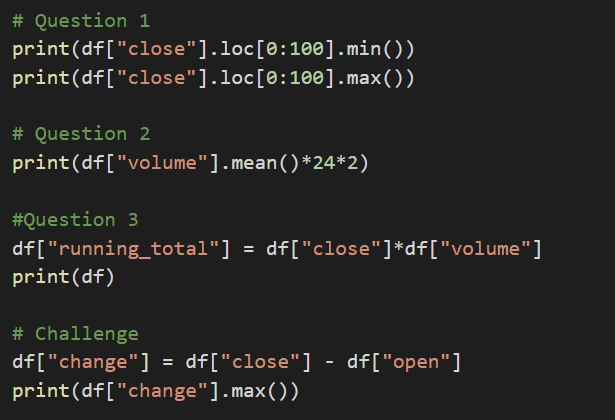 # Question 1
print(df["close"].loc[0:100].min())
print(df["close"].loc[0:100].max())
# Question 2
print(df["volume"].mean()*24*2)
#Question 3
df["running_total"] = df["close"]*df["volume"]
print(df)
# Challenge
df["change"] = df["close"] - df["open"]
print(df["change"].max())